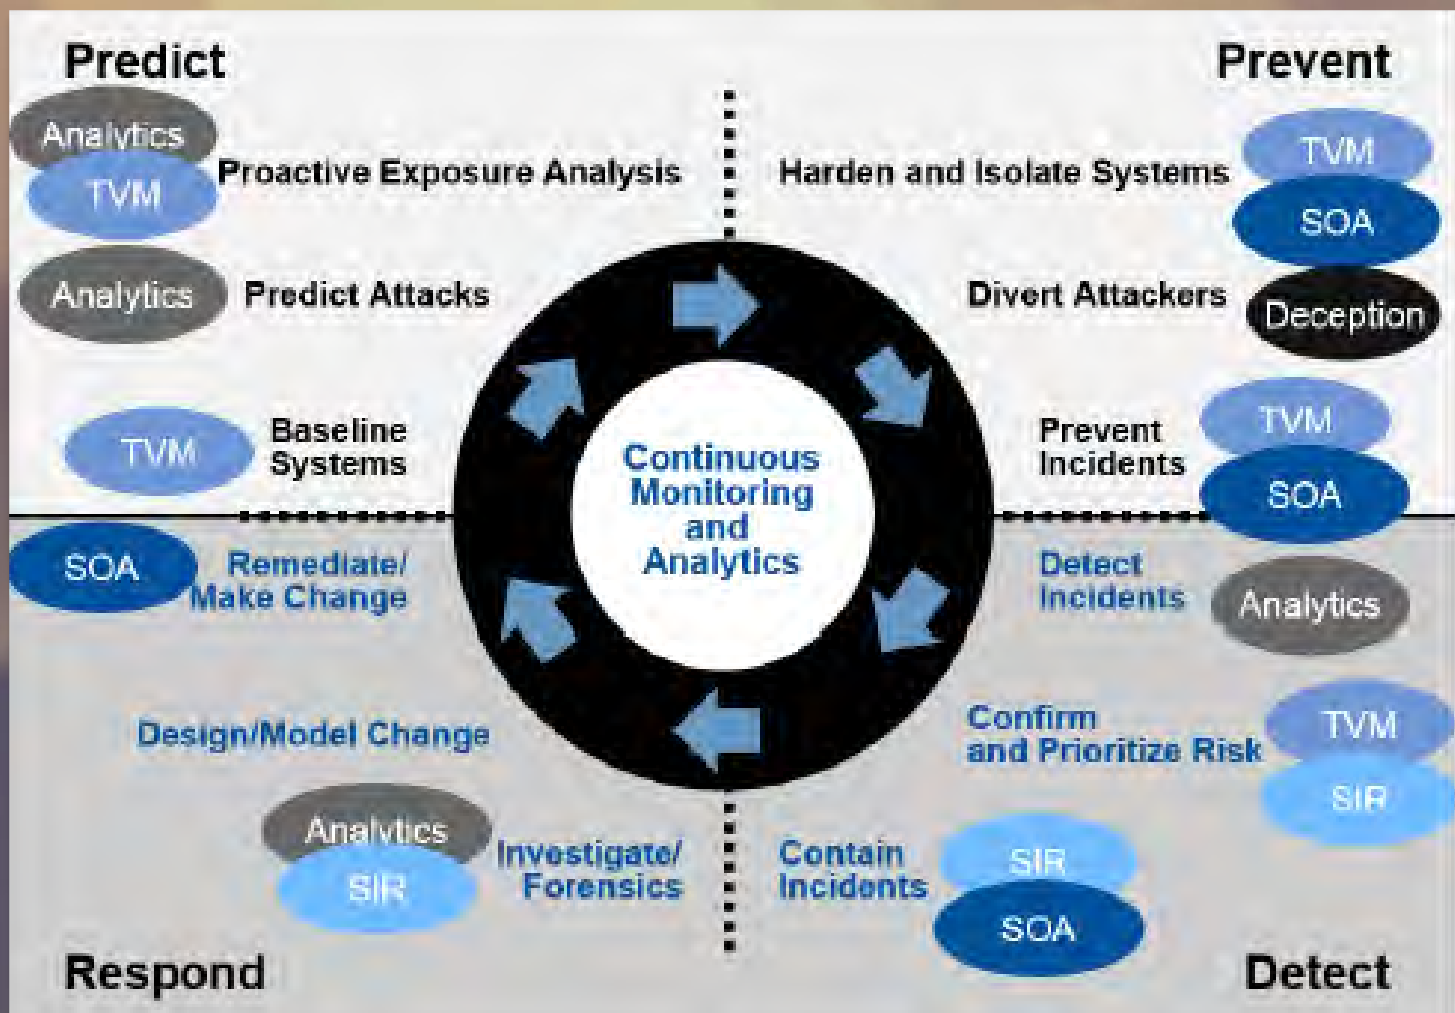 Predict
Analytics
TVM
Proactive Exposure Analysis
Analytics
Predict Attacks
TVM
Baseline
Systems
Prevent
Harden and Isolate Systems
TVM
SOA
Divert Attackers
Deception
Prevent
Incidents
TVM
SOA
Continuous
Monitoring
and
Analytics
SOA
Remediate/
Make Change
Design/Model Change
Analytics
SIR
Investigate/
Forensics
Respond
Detect
Incidents
Analytics
Confirm
and Prioritize Risk
TVM
SIR
Contain
Incidents
SIR
SOA
Detect